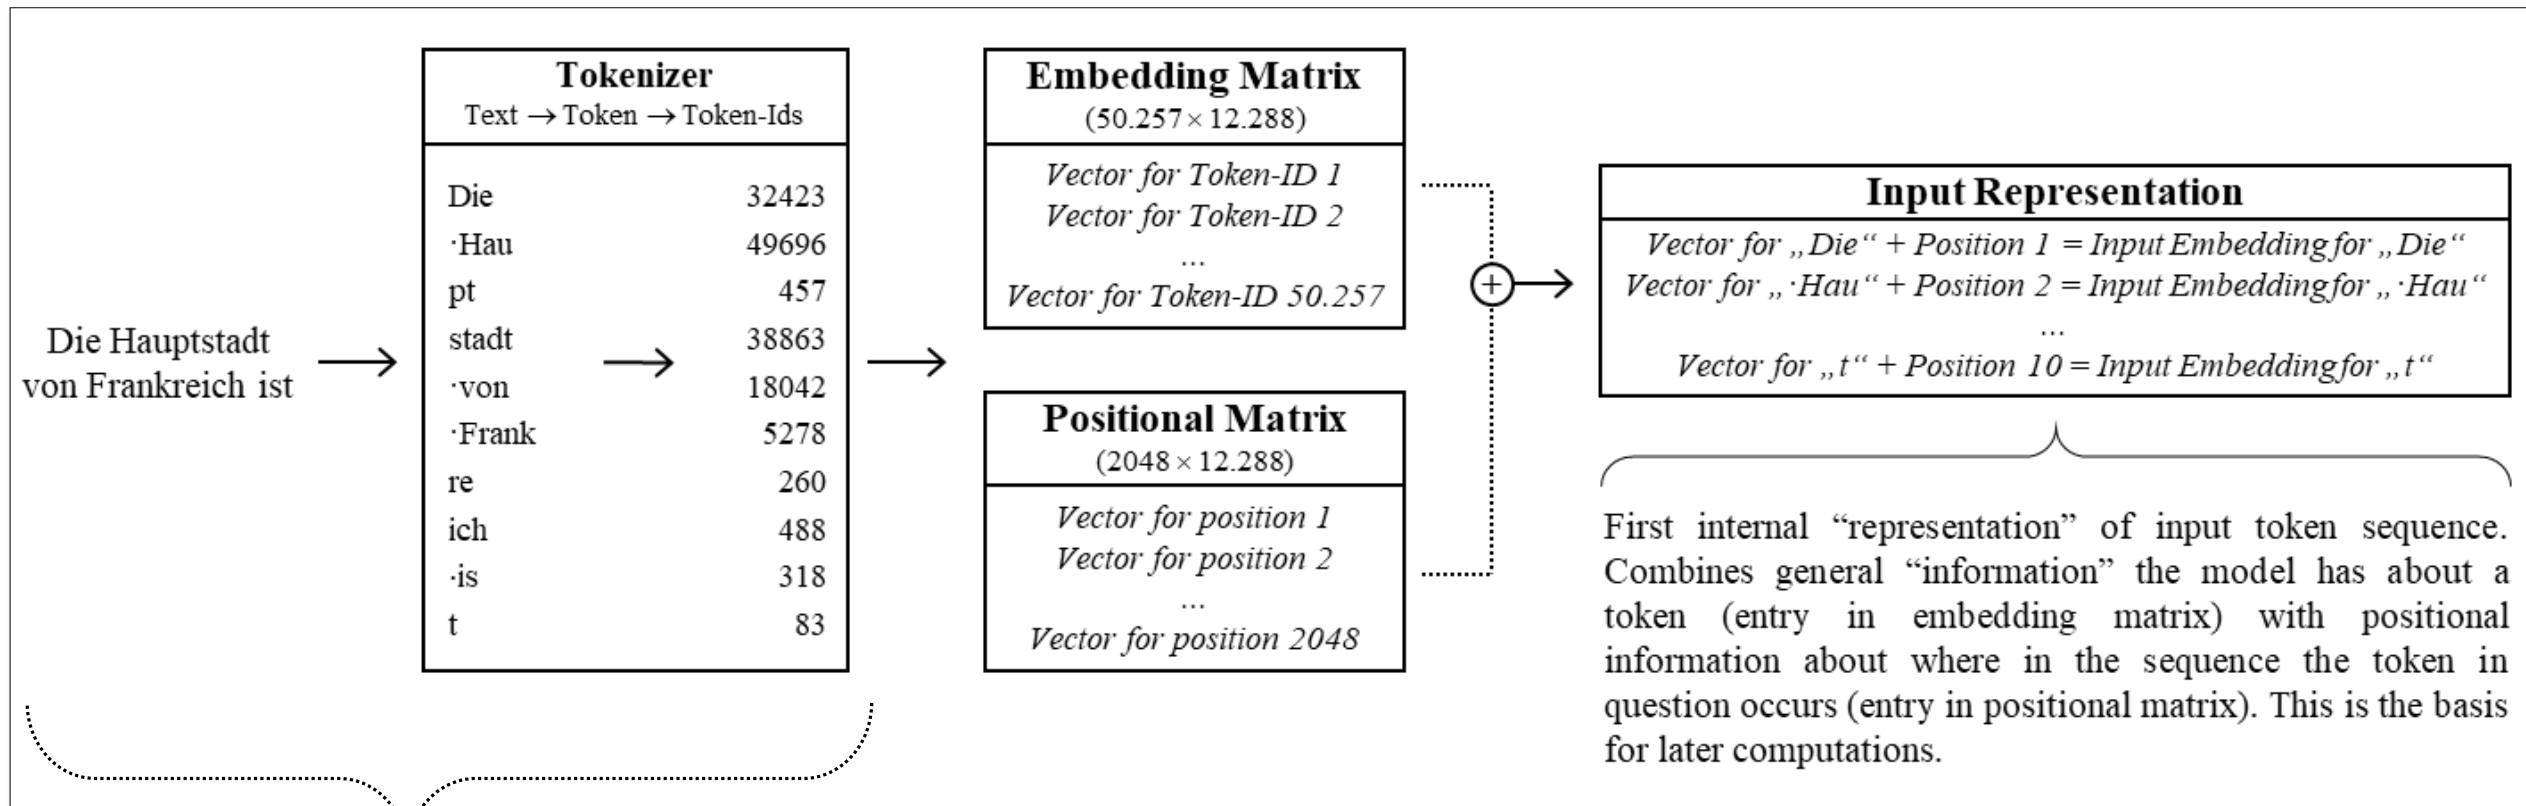 Die Hauptstadt
von Frankreich ist
Tokenizer
Text → Token → Token-Ids
Die 32423
·Hau 49696
pt 457
stadt 38863
·von 18042
·Frank 5278
re 260
ich 488
·is 318
t 83
Embedding Matrix
(50.257 × 12.288)
Vector for Token-ID 1
Vector for Token-ID 2
...
Vector for Token-ID 50.257
Positional Matrix
(2048 × 12.288)
Vector for position 1
Vector for position 2
...
Vector for position 2048
+
Input Representation
Vector for „Die“ + Position 1 = Input Embedding for „Die“
Vector for „·Hau“ + Position 2 = Input Embedding for „·Hau“
...
Vector for „t“ + Position 10 = Input Embedding for „t“
First internal “representation” of input token sequence.
Combines general “information” the model has about a
token (entry in embedding matrix) with positional
information about where in the sequence the token in
question occurs (entry in positional matrix). This is the basis
for later computations.